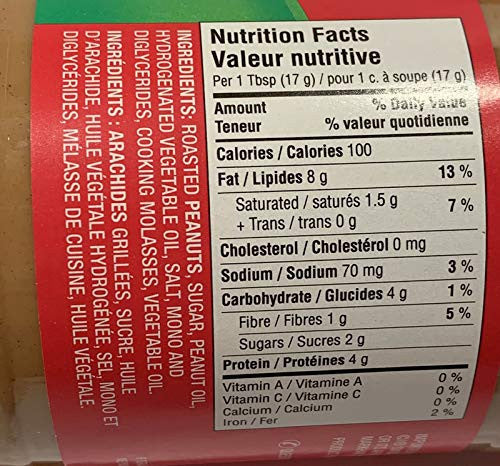 Nutrition Facts
Valeur nutritive
Per 1 Tbsp (17 g) / pour 1 c. à soupe (17 g)
Amount % Daily Value
Teneur % valeur quotidienne
Calories / Calories 100
Fat / Lipides 8 g 13 %
Saturated / saturés 1.5 g 7 %
+ Trans / trans 0 g
Cholesterol / Cholestérol 0 mg
Sodium / Sodium 70 mg 3 %
Carbohydrate / Glucides 4 g 1 %
Fibre / Fibres 1 g 5 %
Sugars / Sucres 2 g
Protein / Protéines 4 g
Vitamin A / Vitamine A 0 %
Vitamin C / Vitamine C 0 %
Calcium / Calcium 0 %
Iron / Fer 2 %
INGREDIENTS: ROASTED PEANUTS, SUGAR, PEANUT OIL,
HYDROGENATED VEGETABLE OIL, SALT, MONO AND
DIGLYCERIDES, COOKING MOLASSES, VEGETABLE OIL.
INGRÉDIENTS : ARACHIDES GRILLÉES, SUCRE, HUILE
D'ARACHIDE, HUILE VÉGÉTALE HYDROGÉNÉE, SEL, MONO ET
DIGLYCÉRIDES, MÉLASSE DE CUISINE, HUILE VÉGÉTALE.